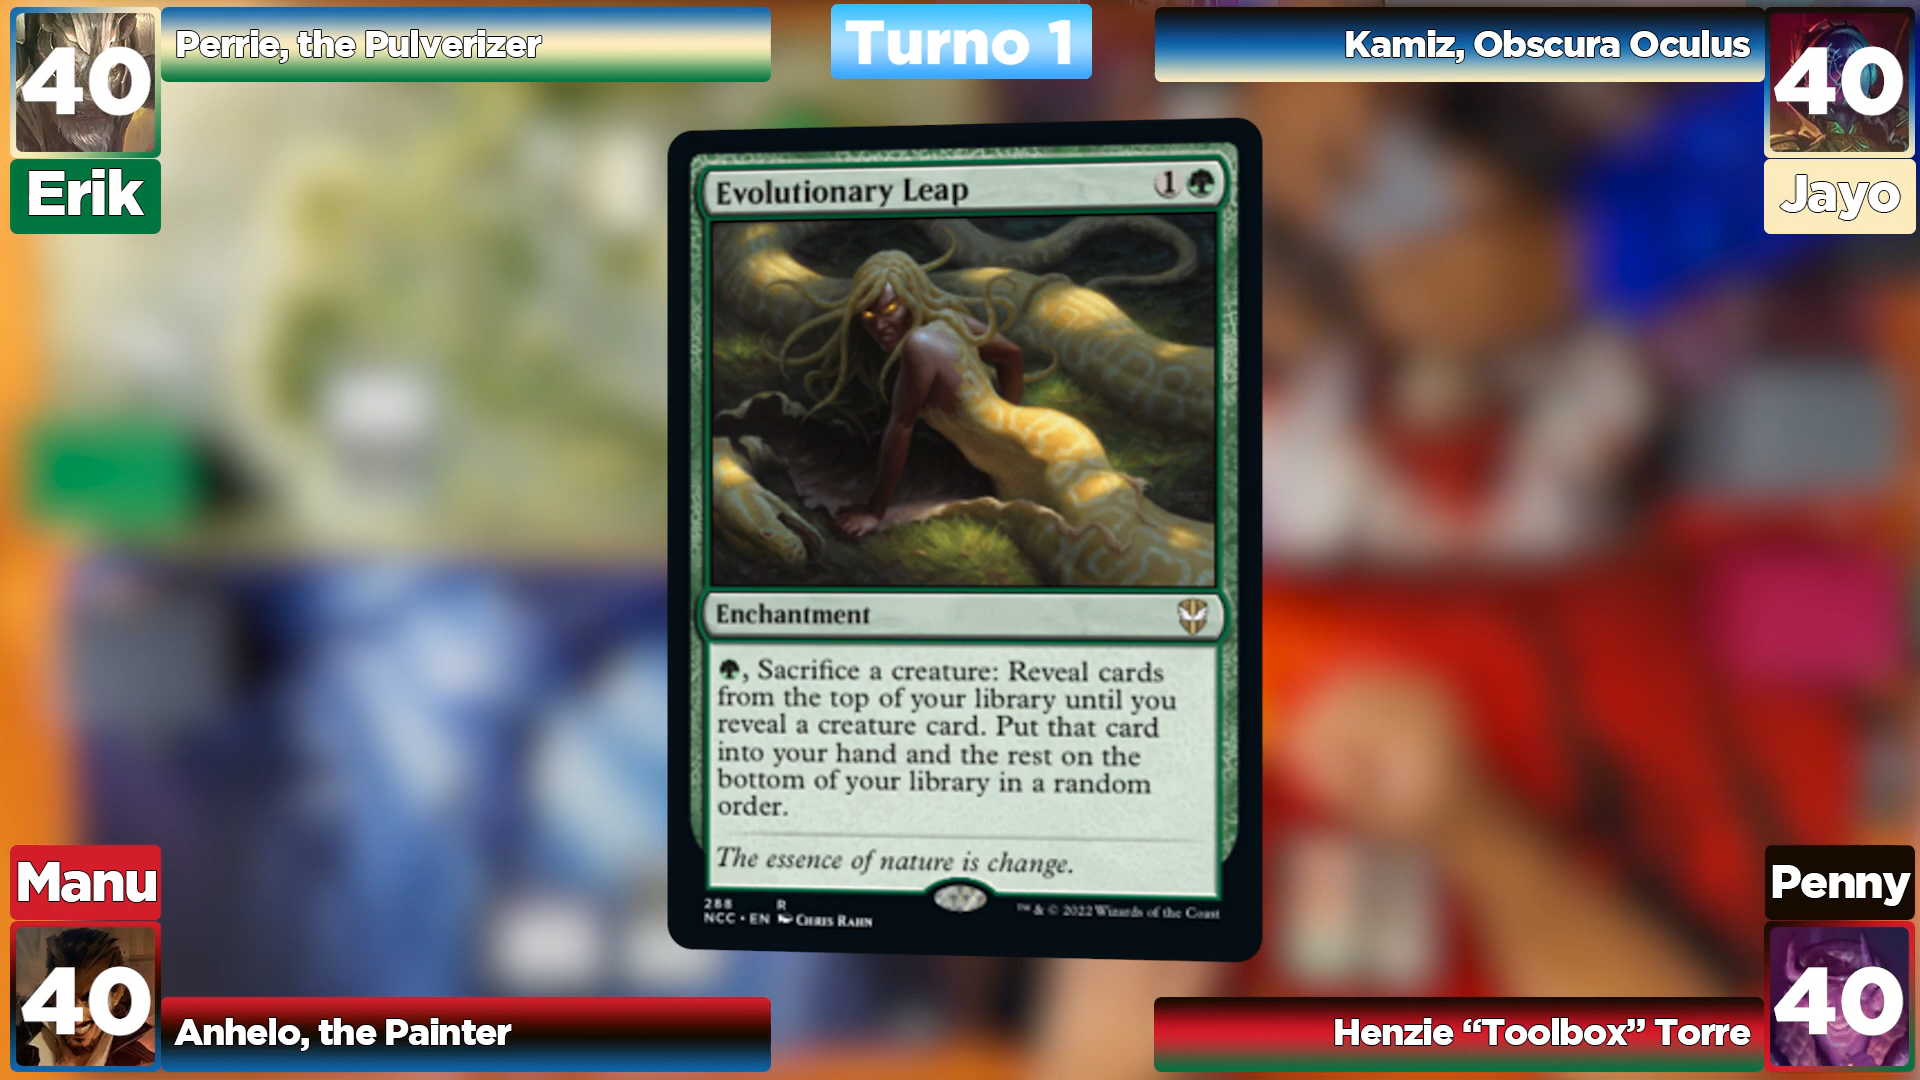 40
Perrie, the Pulverizer
Turno 1
Kamiz, Obscura Oculus
40
Erik
Jayo
Evolutionary Leap
1
Enchantment
, Sacrifice a creature: Reveal cards
from the top of your library until you
reveal a creature card. Put that card
into your hand and the rest on the
bottom of your library in a random
order.
The essence of nature is change.
288 R
NCC • EN CHRIS RAHN
™ & © 2022 Wizards of the Coast
Manu
Penny
40
Anhelo, the Painter
Henzie “Toolbox” Torre
40